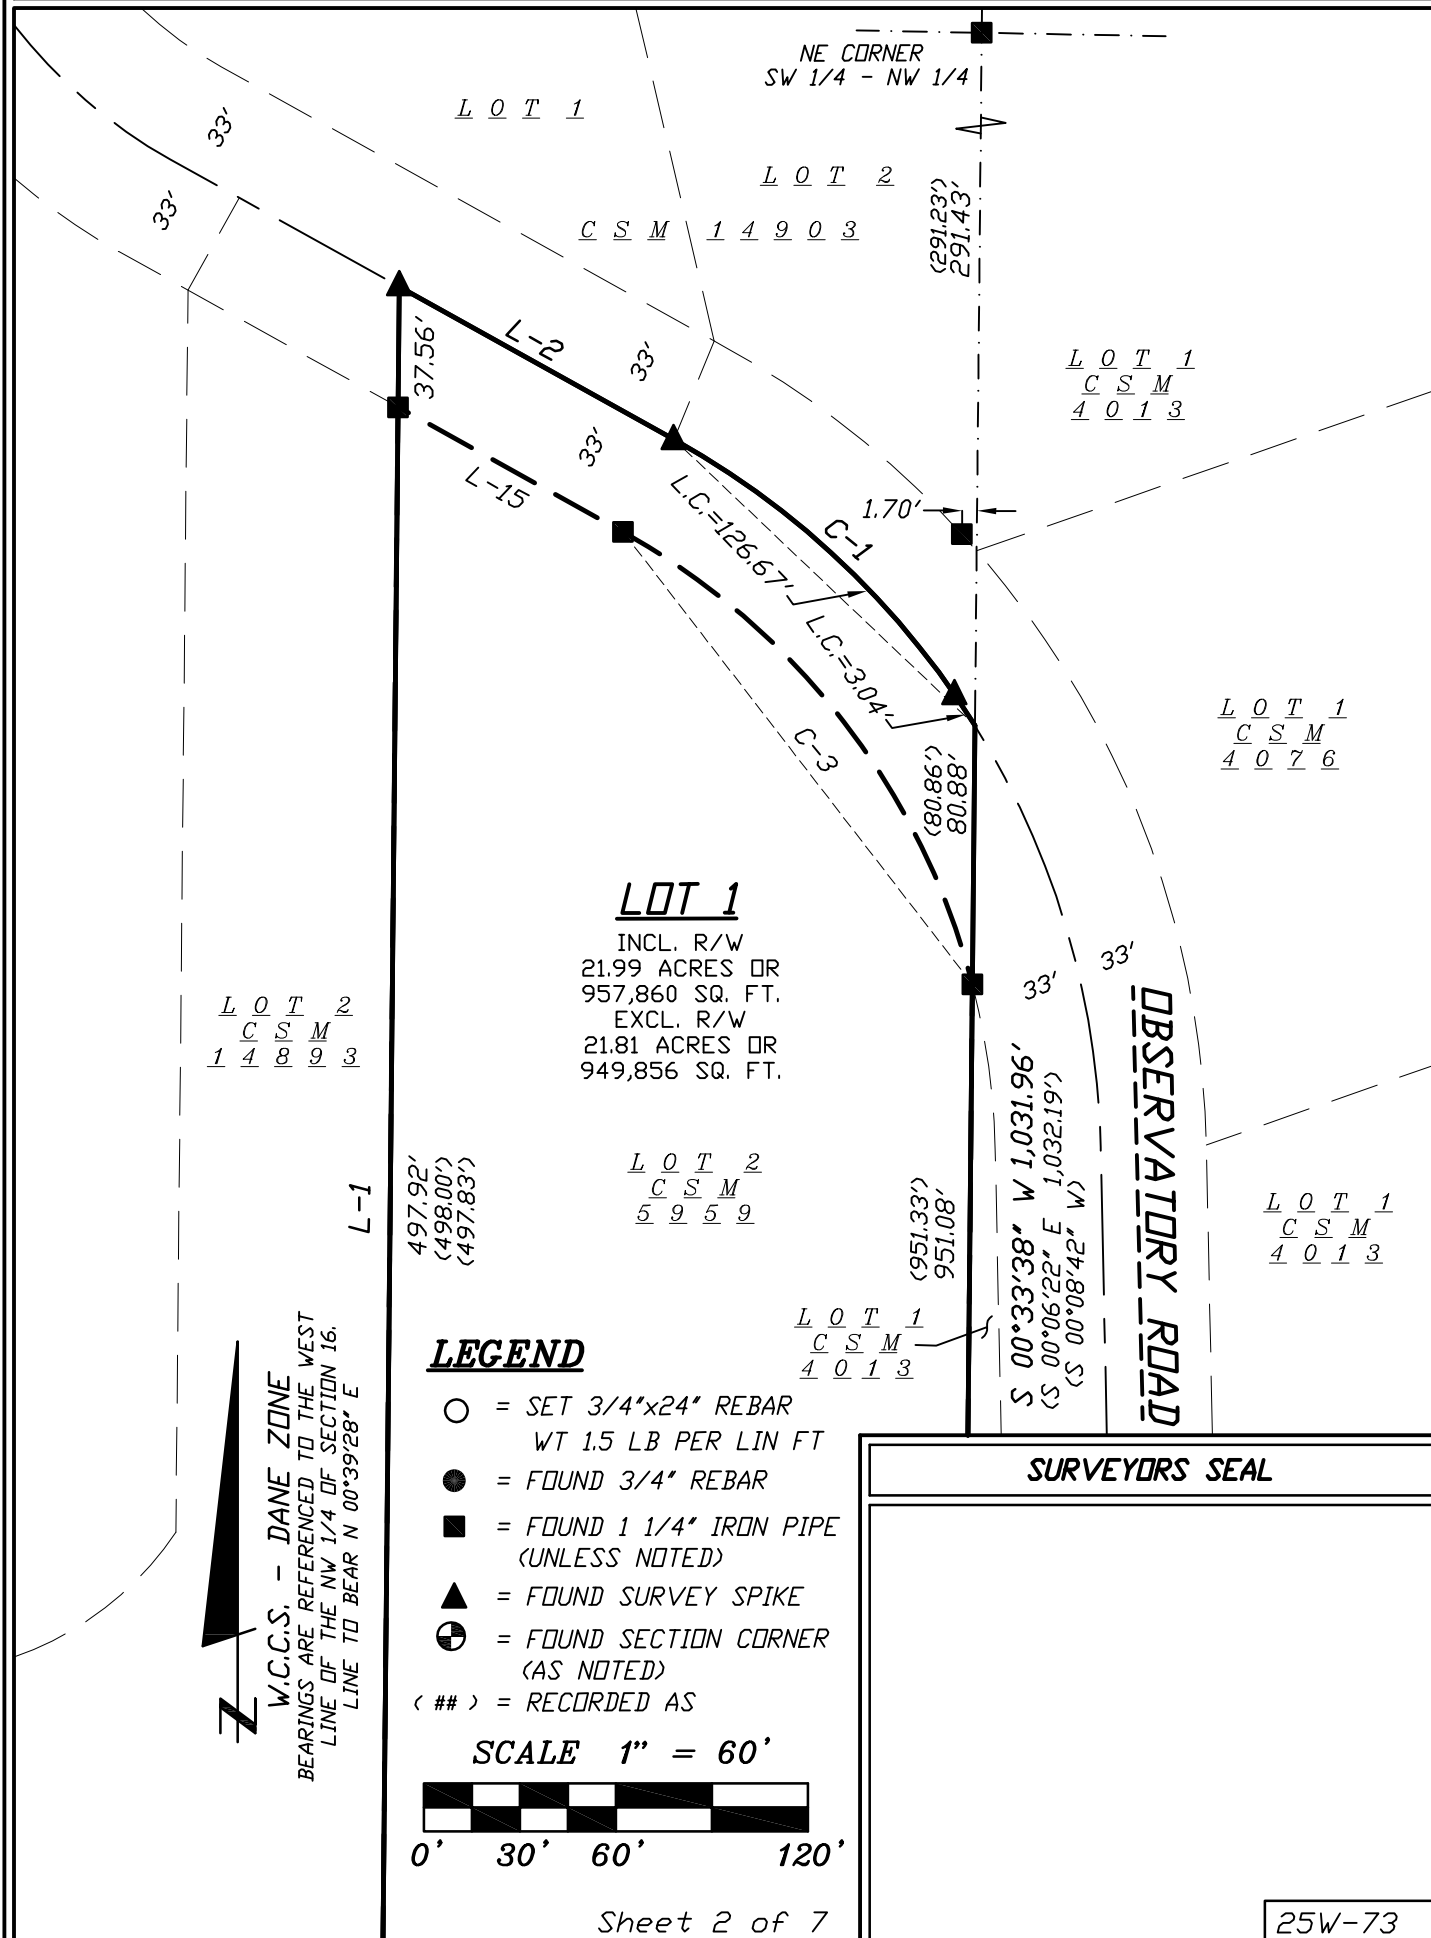 NE CORNER
SW 1/4 - NW 1/4
LOT 1
33'
33'
LOT 2
CSM 14903
(291.23')
291.43'
37.56'
L-2
33'
LOT 1
CSM
4013
33'
L-15
L.C.=126.67'
1.70'
C-1
L.C.=3.04'
C-3
(80.86')
80.88'
LOT 1
CSM
4076
LOT 1
INCL. R/W
21.99 ACRES OR
957,860 SQ. FT.
EXCL. R/W
21.81 ACRES OR
949,856 SQ. FT.
33'
33'
LOT 2
CSM
14893
OBSERVATORY ROAD
S 00°33'38" W 1,031.96'
(S 00°06'22" E 1,032.19')
(S 00°08'42" W)
L-1
497.92'
(498.00')
(497.83')
LOT 2
CSM
5959
(951.33')
951.08'
LOT 1
CSM
4013
LOT 1
CSM
4013
W.C.C.S. - DANE ZONE
BEARINGS ARE REFERENCED TO THE WEST
LINE OF THE NW 1/4 OF SECTION 16.
LINE TO BEAR N 00°39'28" E
LEGEND
= SET 3/4"x24" REBAR
WT 1.5 LB PER LIN FT
= FOUND 3/4" REBAR
= FOUND 1 1/4" IRON PIPE
(UNLESS NOTED)
= FOUND SURVEY SPIKE
= FOUND SECTION CORNER
(AS NOTED)
( ## ) = RECORDED AS
SCALE 1" = 60'
0' 30' 60' 120'
N
SURVEYORS SEAL
Sheet 2 of 7
25W-73